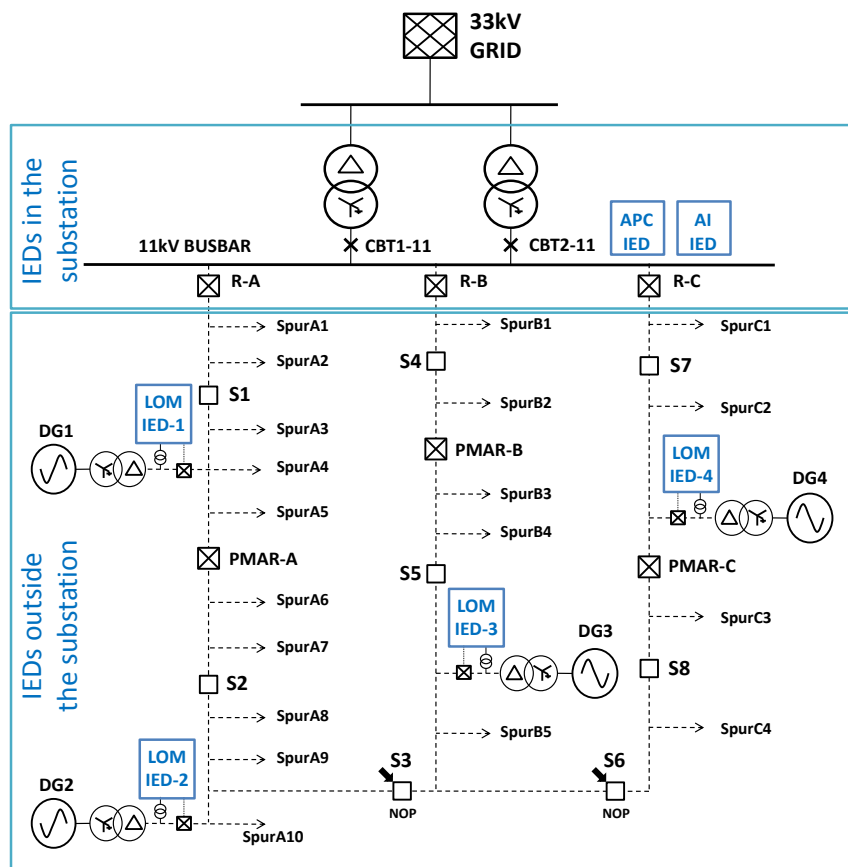 33kV
GRID
IEDs in the
substation
APC
IED
AI
IED
11kV BUSBAR
CBT1-11
CBT2-11
R-A
R-B
R-C
IEDs outside
the substation
SpurA1
SpurB1
SpurC1
SpurA2
S4
S7
LOM
IED-1
S1
SpurB2
SpurC2
DG1
SpurA3
PMAR-B
LOM
IED-4
SpurA4
DG4
SpurB3
SpurA5
SpurB4
PMAR-A
S5
PMAR-C
SpurA6
LOM
IED-3
SpurC3
DG3
SpurA7
S2
S8
SpurA8
SpurB5
SpurC4
LOM
IED-2
SpurA9
S3
S6
DG2
NOP
NOP
SpurA10